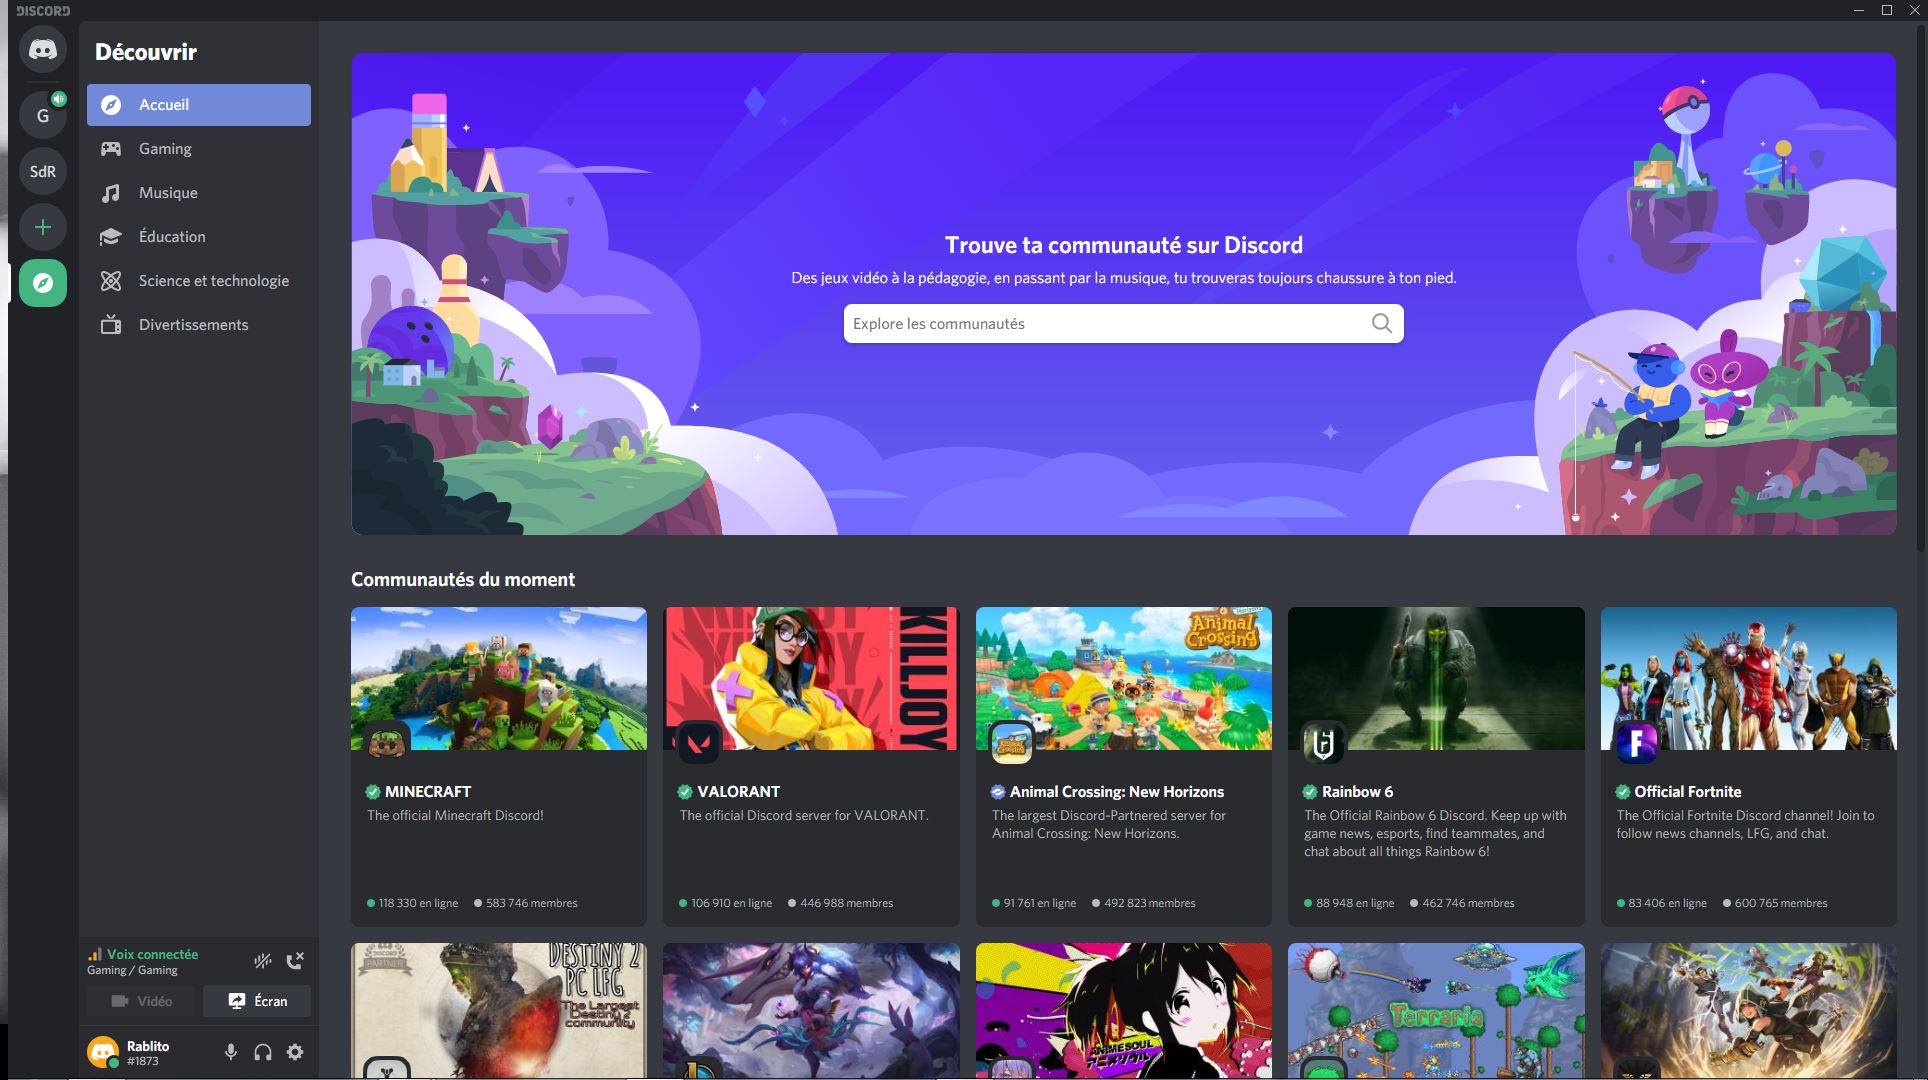 DISCORD
Découvrir
G
SdR
Accueil
Gaming
Musique
Éducation
Science et technologie
Divertissements
Trouve ta communauté sur Discord
Des jeux vidéo à la pédagogie, en passant par la musique, tu trouveras toujours chaussure à ton pied.
Explore les communautés
Communautés du moment
KILLJOY
Animal Crossing
MINECRAFT
The official Minecraft Discord!
118 330 en ligne 583 746 membres
VALORANT
The official Discord server for VALORANT.
106 910 en ligne 446 988 membres
Animal Crossing: New Horizons
The largest Discord-Partnered server for
Animal Crossing: New Horizons.
91 761 en ligne 492 823 membres
Rainbow 6
The Official Rainbow 6 Discord. Keep up with
game news, esports, find teammates, and
chat about all things Rainbow 6!
88 948 en ligne 462 746 membres
Official Fortnite
The Official Fortnite Discord channel! Join to
follow news channels, LFG, and chat.
83 406 en ligne 600 765 membres
DISCORD
PARTNER
DESTINY 2
PC LFG
The Largest
Destiny 2
community
ANIME SOUL
Terraria
Voix connectée
Gaming / Gaming
Vidéo
Écran
Rablito
#1873